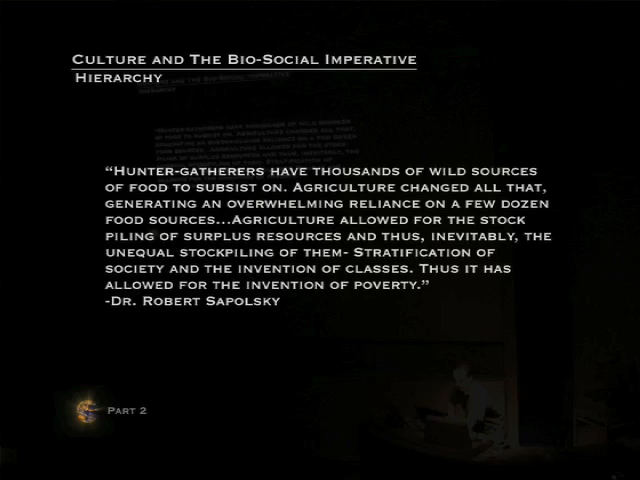 Culture and The Bio-Social Imperative
Hierarchy
“Hunter-gatherers have thousands of wild sources
of food to subsist on. Agriculture changed all that,
generating an overwhelming reliance on a few dozen
food sources...Agriculture allowed for the stock
piling of surplus resources and thus, inevitably, the
unequal stockpiling of them- Stratification of
society and the invention of classes. Thus it has
allowed for the invention of poverty.”
-Dr. Robert Sapolsky
Part 2